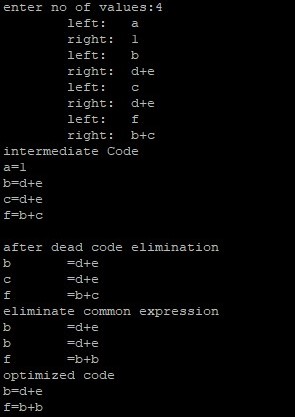 enter no of values:4
left: a
right: 1
left: b
right: d+e
left: c
right: d+e
left: f
right: b+c
intermediate Code
a=1
b=d+e
c=d+e
f=b+c
after dead code elimination
b =d+e
c =d+e
f =b+c
eliminate common expression
b =d+e
b =d+e
f =b+b
optimized code
b=d+e
f=b+b